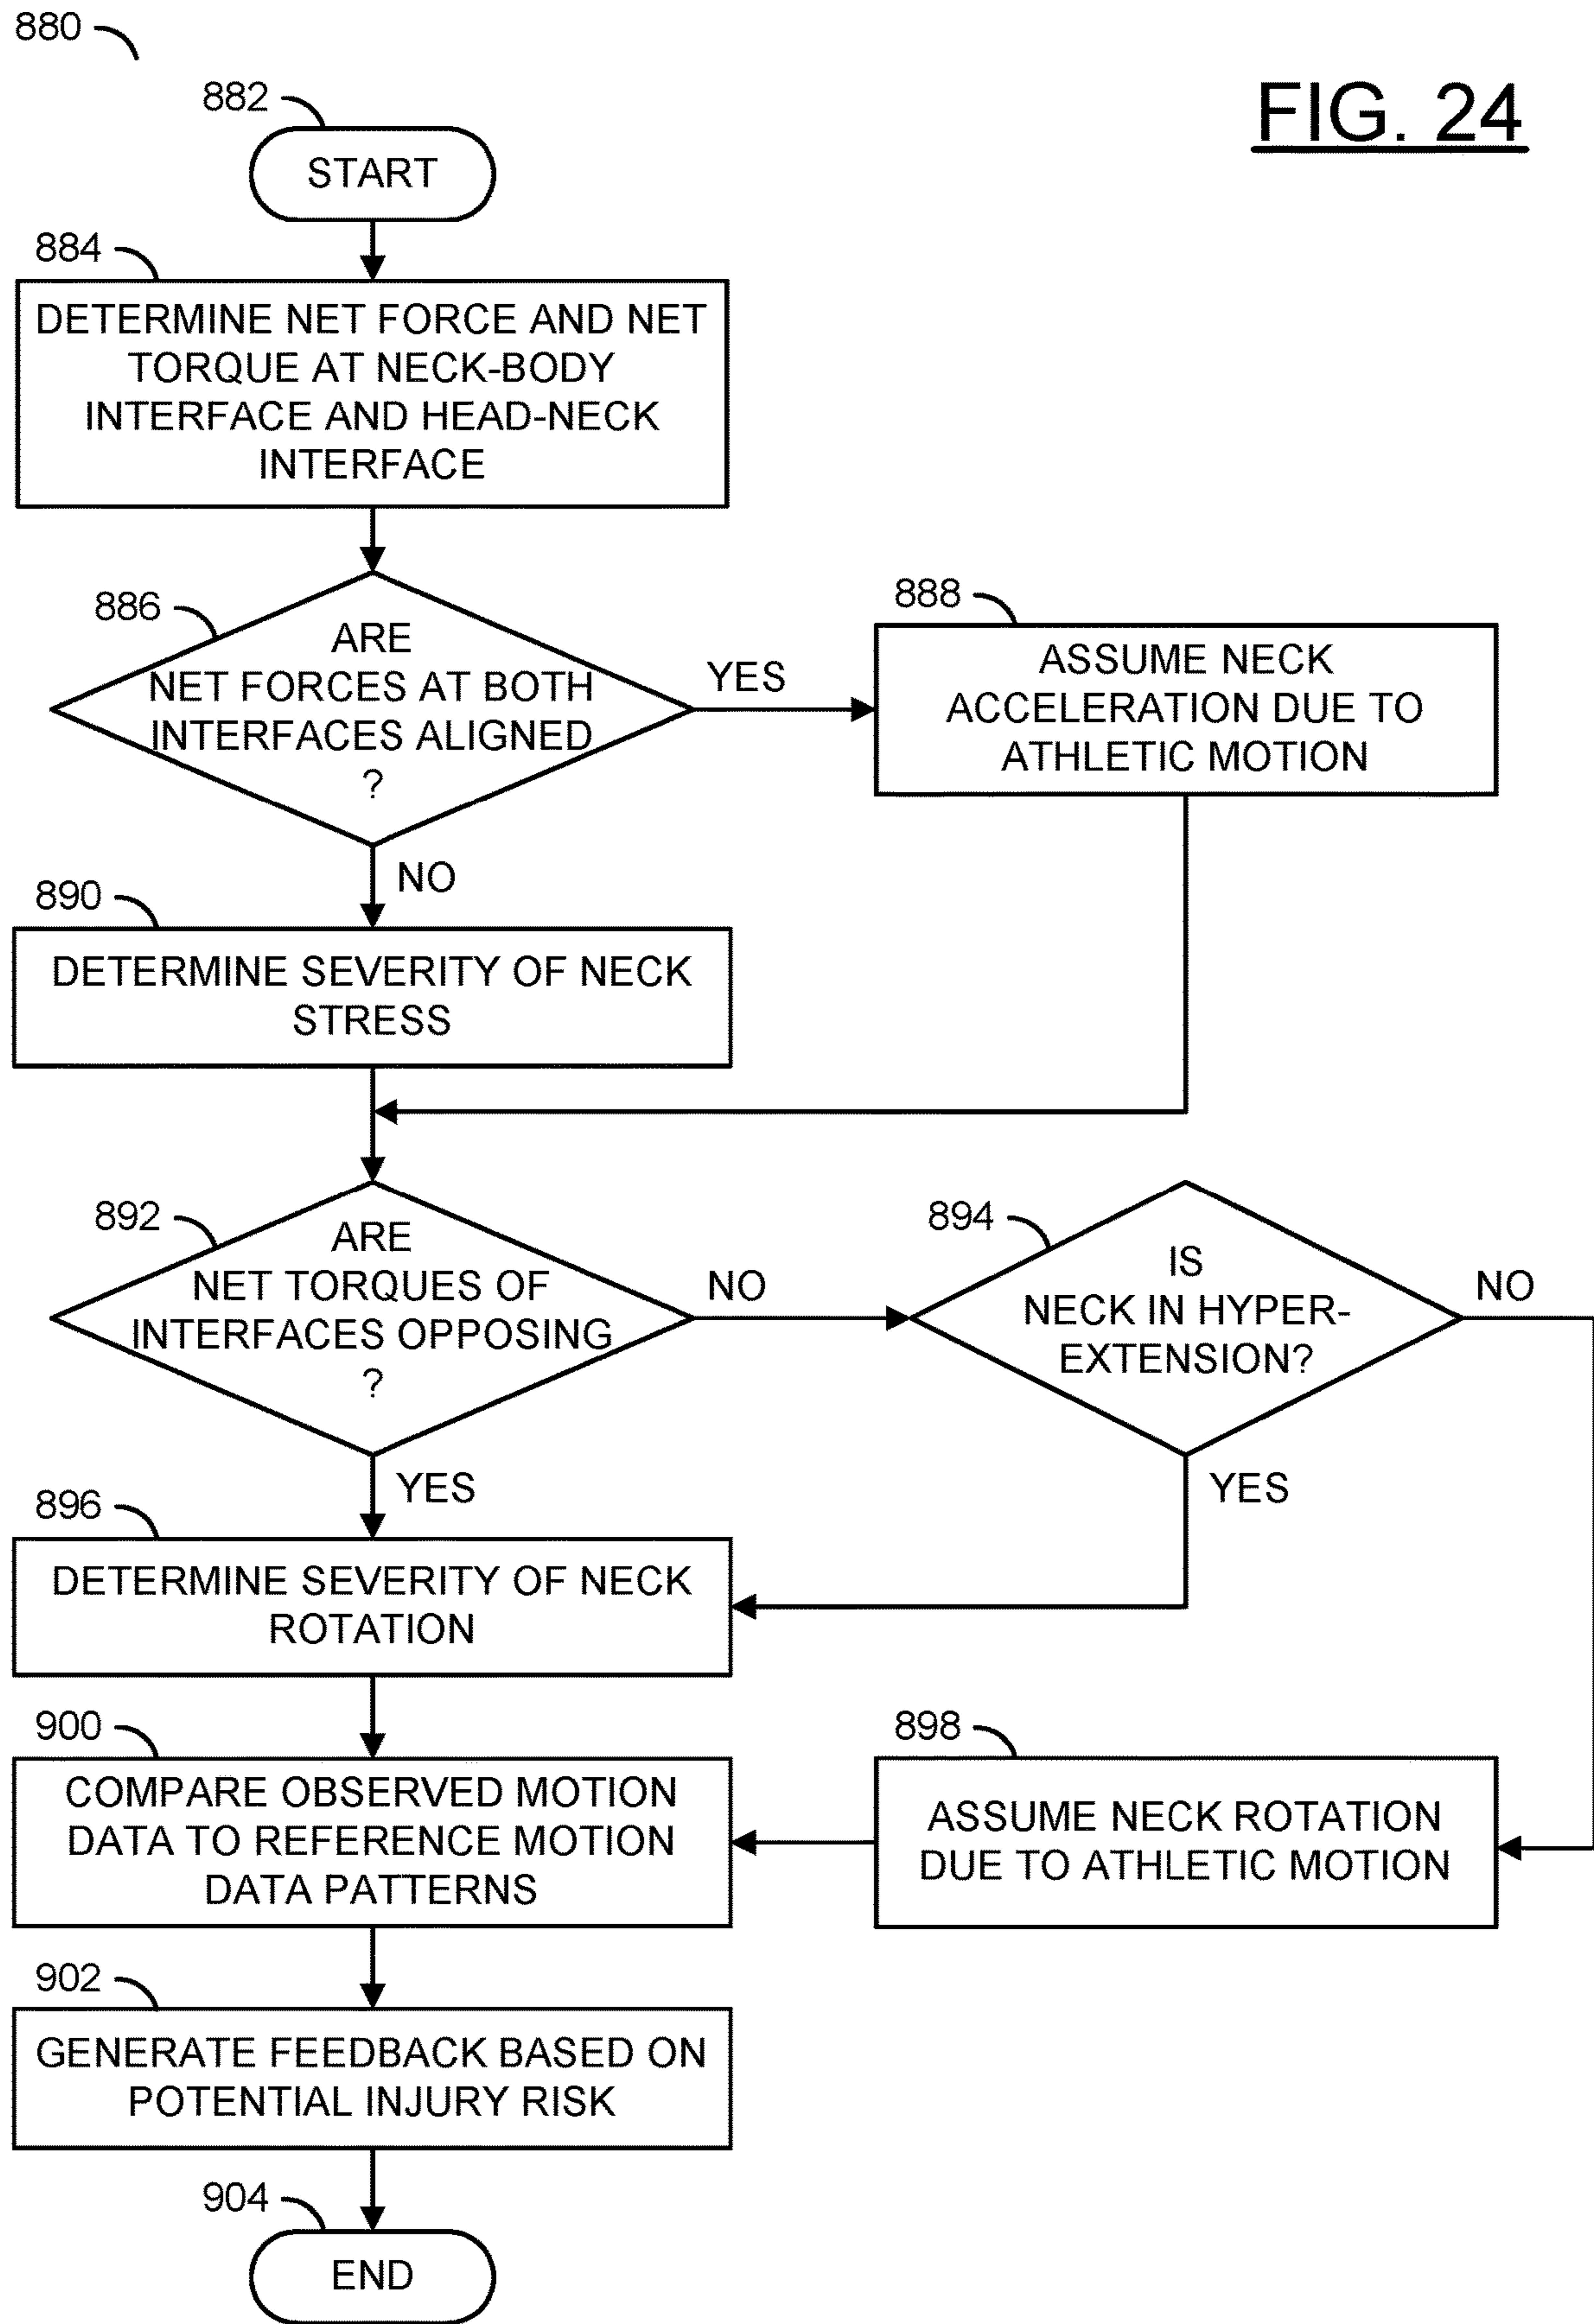 880
FIG. 24
882
START
884
DETERMINE NET FORCE AND NET
TORQUE AT NECK-BODY
INTERFACE AND HEAD-NECK
INTERFACE
886
ARE
NET FORCES AT BOTH
INTERFACES ALIGNED
?
YES
888
ASSUME NECK
ACCELERATION DUE TO
ATHLETIC MOTION
NO
890
DETERMINE SEVERITY OF NECK
STRESS
892
ARE
NET TORQUES OF
INTERFACES OPPOSING
?
NO
894
IS
NECK IN HYPER-
EXTENSION?
NO
YES
YES
896
DETERMINE SEVERITY OF NECK
ROTATION
898
ASSUME NECK ROTATION
DUE TO ATHLETIC MOTION
900
COMPARE OBSERVED MOTION
DATA TO REFERENCE MOTION
DATA PATTERNS
902
GENERATE FEEDBACK BASED ON
POTENTIAL INJURY RISK
904
END